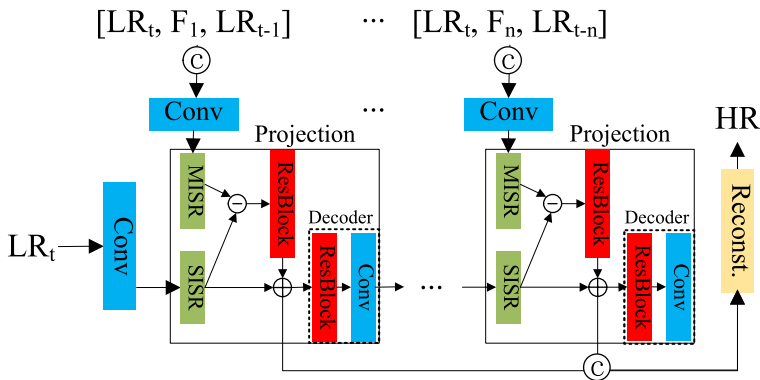 [LRt, F1, LRt-1] ... [LRt, Fn, LRt-n]
C C
Conv ... Conv
HR
Projection Projection
MISR ResBlock MISR ResBlock
Reconst.
Decoder Decoder
LRt Conv SISR ResBlock Conv ... SISR ResBlock Conv
C